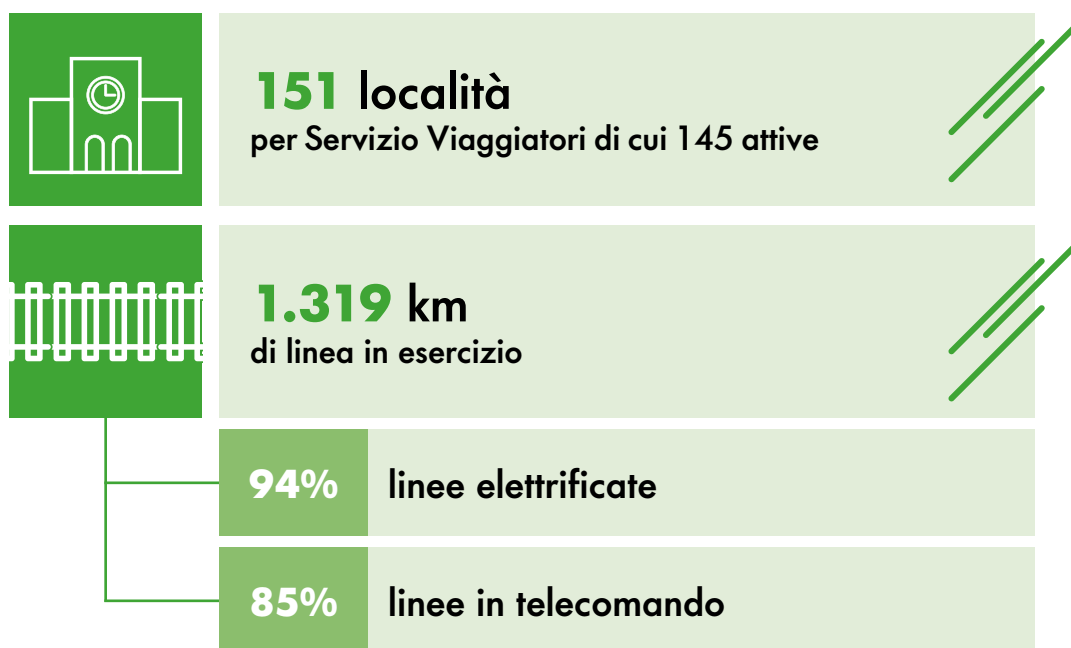 151 località
per Servizio Viaggiatori di cui 145 attive
1.319 km
di linea in esercizio
94% linee elettrificate
85% linee in telecomando